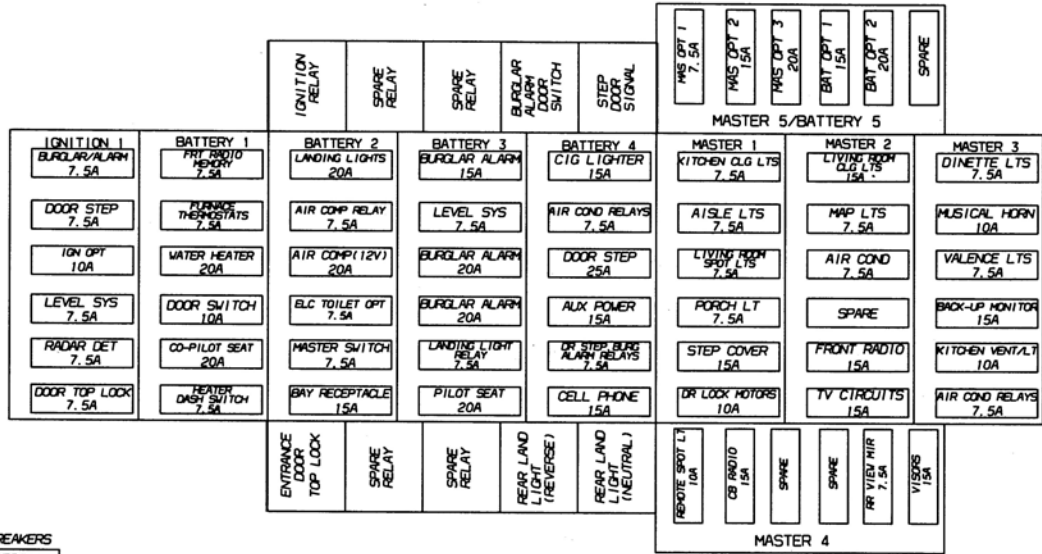 MAS OPT 1
7.5A
MAS OPT 2
15A
MAS OPT 3
20A
BAT OPT 1
15A
BAT OPT 2
20A
SPARE
MASTER 5/BATTERY 5
IGNITION
RELAY
SPARE
RELAY
SPARE
RELAY
BURGLAR
ALARM
DOOR
SWITCH
STEP
DOOR
SIGNAL
IGNITION 1
BURGLAR/ALARM
7.5A
DOOR STEP
7.5A
IGN OPT
10A
LEVEL SYS
7.5A
RADAR DET
7.5A
DOOR TOP LOCK
7.5A
BATTERY 1
FRT RADIO
MEMORY
7.5A
FURNACE
THERMOSTATS
7.5A
WATER HEATER
20A
DOOR SWITCH
10A
CO-PILOT SEAT
20A
HEATER
DASH SWITCH
7.5A
BATTERY 2
LANDING LIGHTS
20A
AIR COMP RELAY
7.5A
AIR COMP(12V)
20A
ELC TOILET OPT
7.5A
MASTER SWITCH
7.5A
BAY RECEPTACLE
15A
BATTERY 3
BURGLAR ALARM
15A
LEVEL SYS
7.5A
BURGLAR ALARM
20A
BURGLAR ALARM
20A
LANDING LIGHT
RELAY
7.5A
PILOT SEAT
20A
BATTERY 4
CIG LIGHTER
15A
AIR COND RELAYS
7.5A
DOOR STEP
25A
AUX POWER
15A
DR STEP,BURG
ALARM RELAYS
7.5A
CELL PHONE
15A
MASTER 1
KITCHEN CLG LTS
7.5A
AISLE LTS
7.5A
LIVING ROOM
SPOT LTS
7.5A
PORCH LT
7.5A
STEP COVER
15A
DR LOCK MOTORS
10A
MASTER 2
LIVING ROOM
CLG LTS
15A
MAP LTS
7.5A
AIR COND
7.5A
SPARE
FRONT RADIO
15A
TV CIRCUITS
15A
MASTER 3
DINETTE LTS
7.5A
MUSICAL HORN
10A
VALENCE LTS
7.5A
BACK-UP MONITOR
15A
KITCHEN VENT/LT
10A
AIR COND RELAYS
7.5A
ENTRANCE
DOOR
TOP LOCK
SPARE
RELAY
SPARE
RELAY
REAR LAND
LIGHT
(REVERSE)
REAR LAND
LIGHT
(NEUTRAL)
REMOTE SPOT LT
10A
CB RADIO
15A
SPARE
SPARE
RR VIEW MIR
7.5A
VISORS
15A
MASTER 4
REAKERS